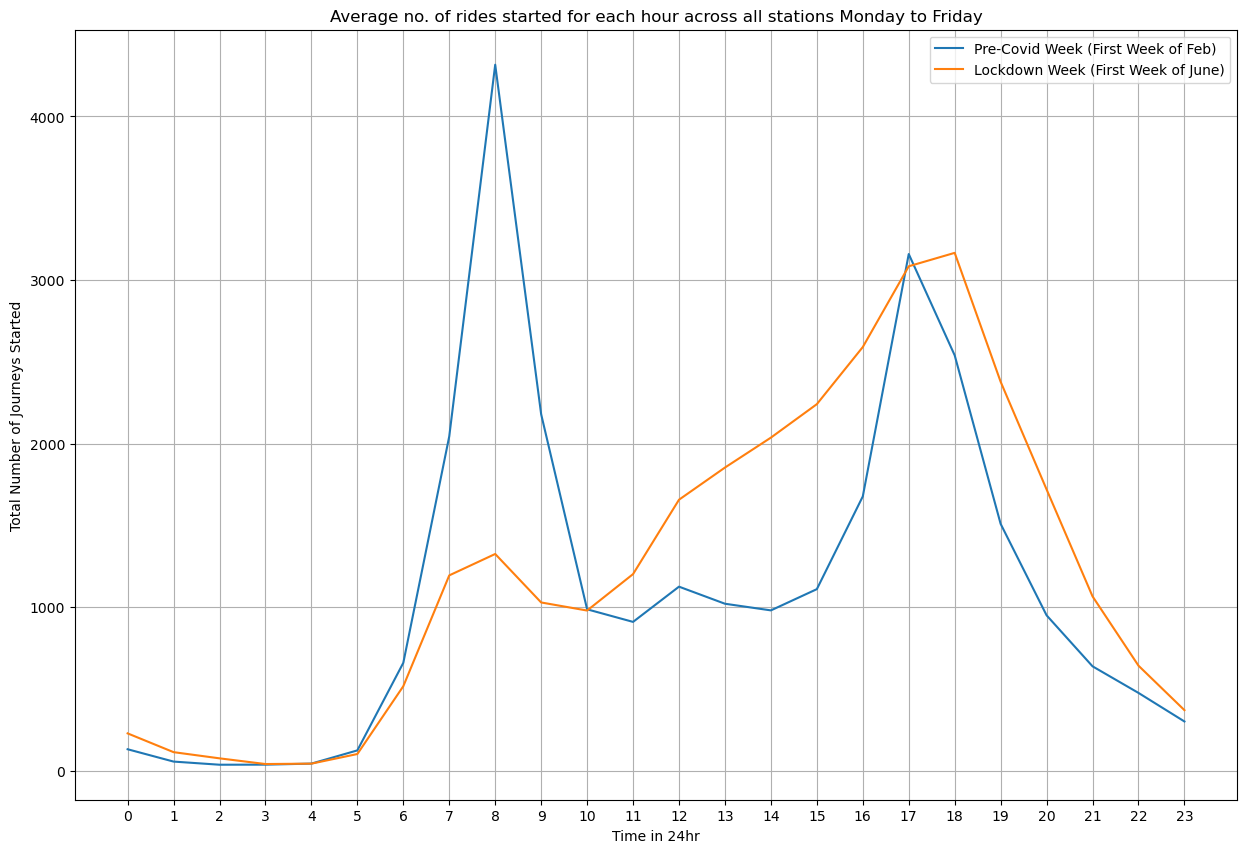 Average no. of rides started for each hour across all stations Monday to Friday
Pre-Covid Week (First Week of Feb)
Lockdown Week (First Week of June)
Total Number of Journeys Started
4000
3000
2000
1000
0
0 1 2 3 4 5 6 7 8 9 10 11 12 13 14 15 16 17 18 19 20 21 22 23
Time in 24hr